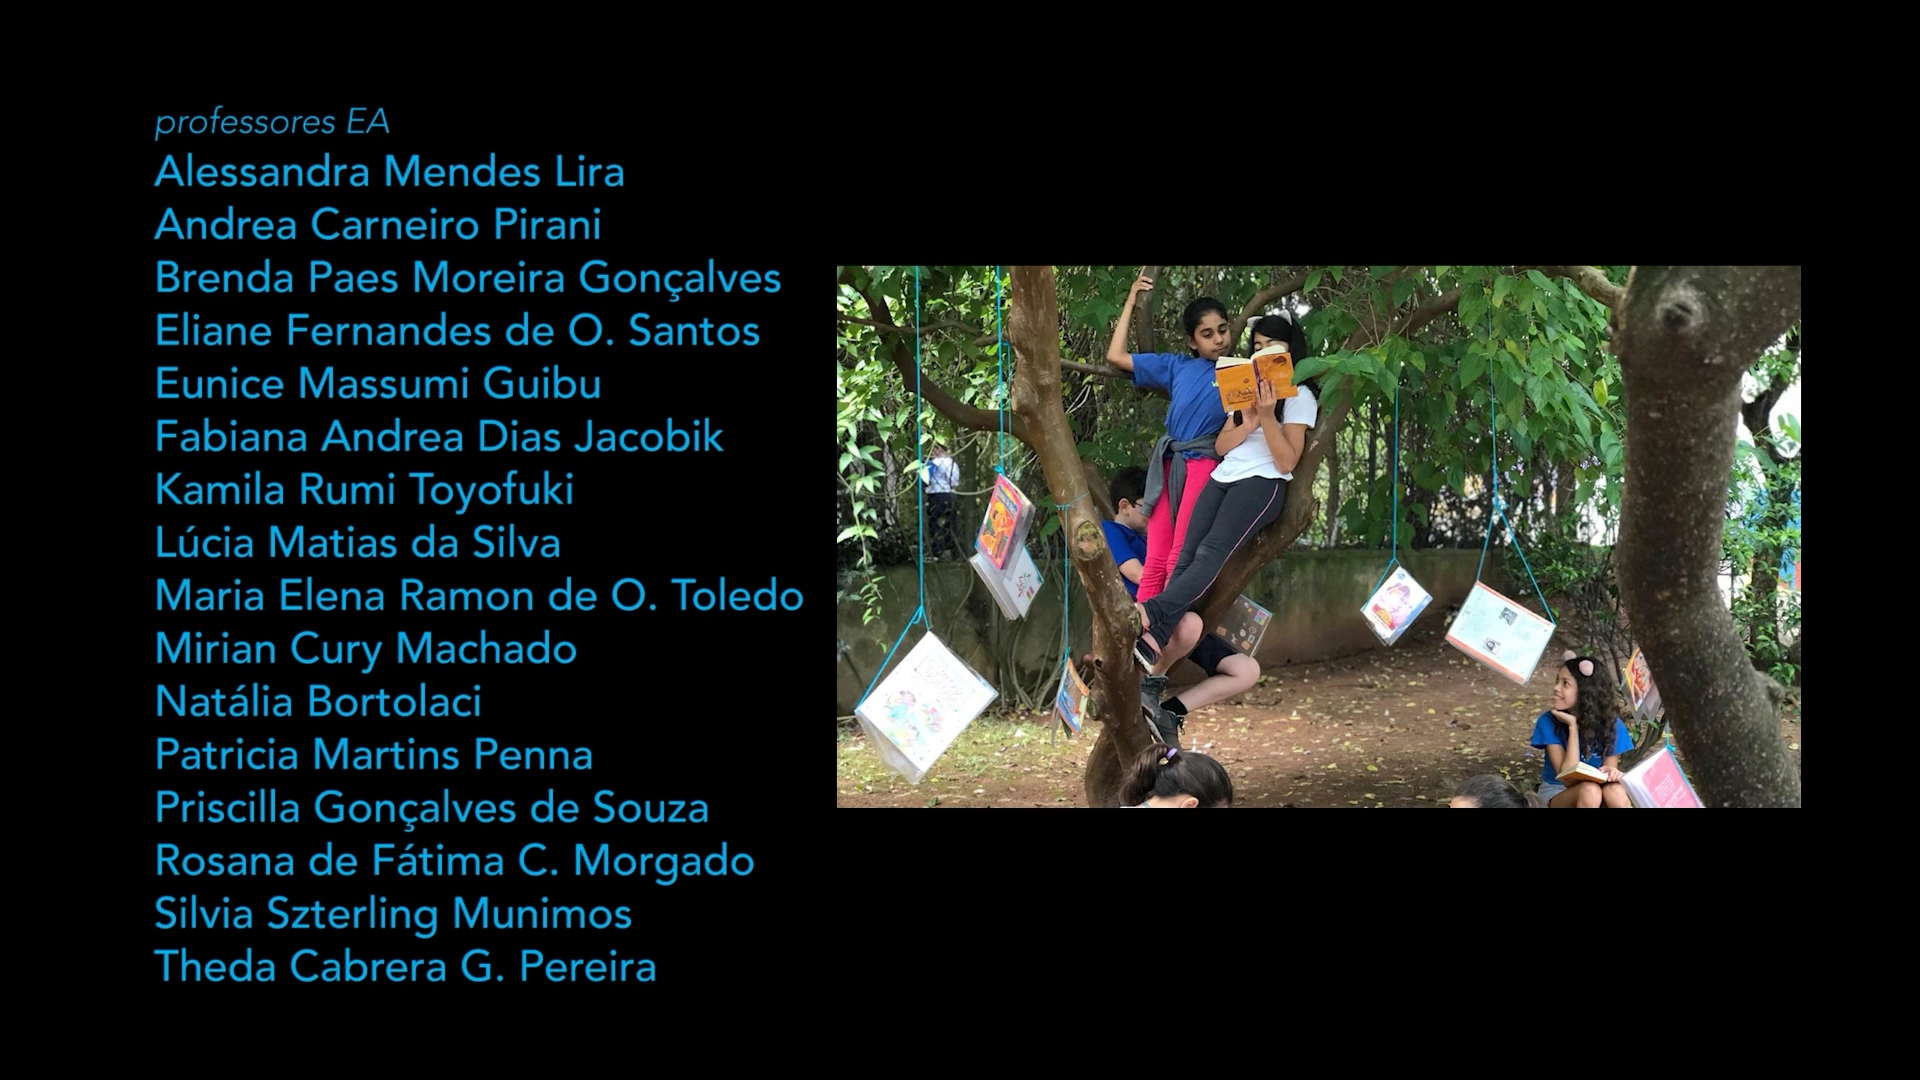 professores EA
Alessandra Mendes Lira
Andrea Carneiro Pirani
Brenda Paes Moreira Gonçalves
Eliane Fernandes de O. Santos
Eunice Massumi Guibu
Fabiana Andrea Dias Jacobik
Kamila Rumi Toyofuki
Lúcia Matias da Silva
Maria Elena Ramon de O. Toledo
Mirian Cury Machado
Natália Bortolaci
Patricia Martins Penna
Priscilla Gonçalves de Souza
Rosana de Fátima C. Morgado
Silvia Szterling Munimos
Theda Cabrera G. Pereira